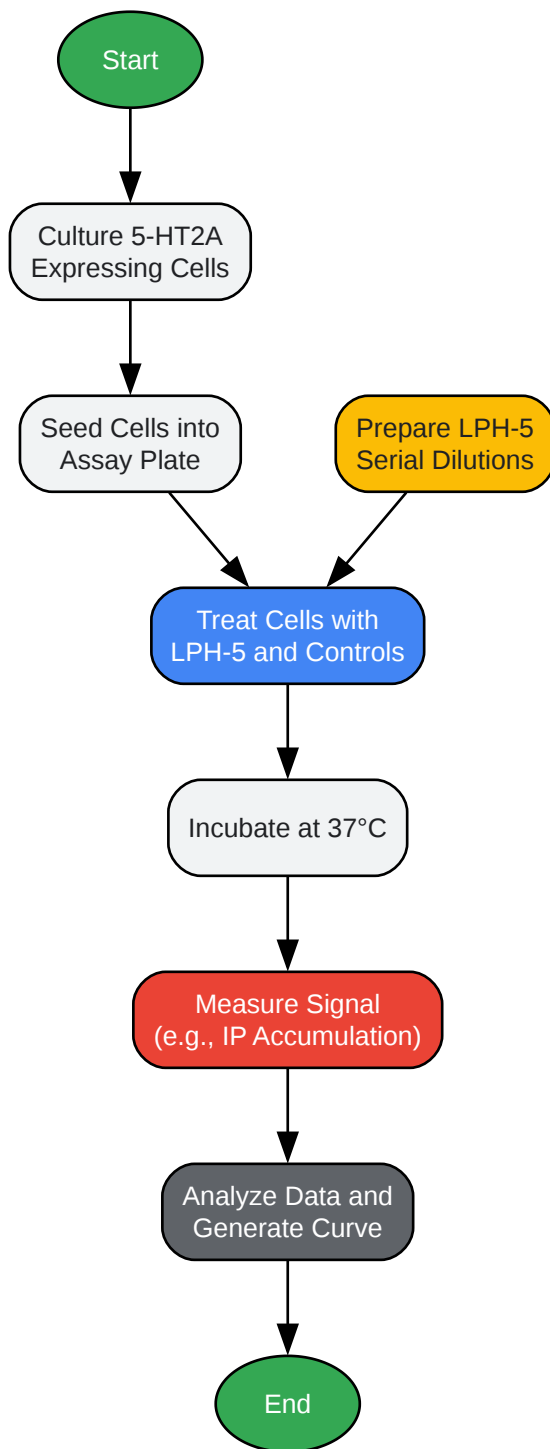 Start
Culture 5-HT2A
Expressing Cells
Seed Cells into
Assay Plate
Prepare LPH-5
Serial Dilutions
Treat Cells with
LPH-5 and Controls
Incubate at 37°C
Measure Signal
(e.g., IP Accumulation)
Analyze Data and
Generate Curve
End